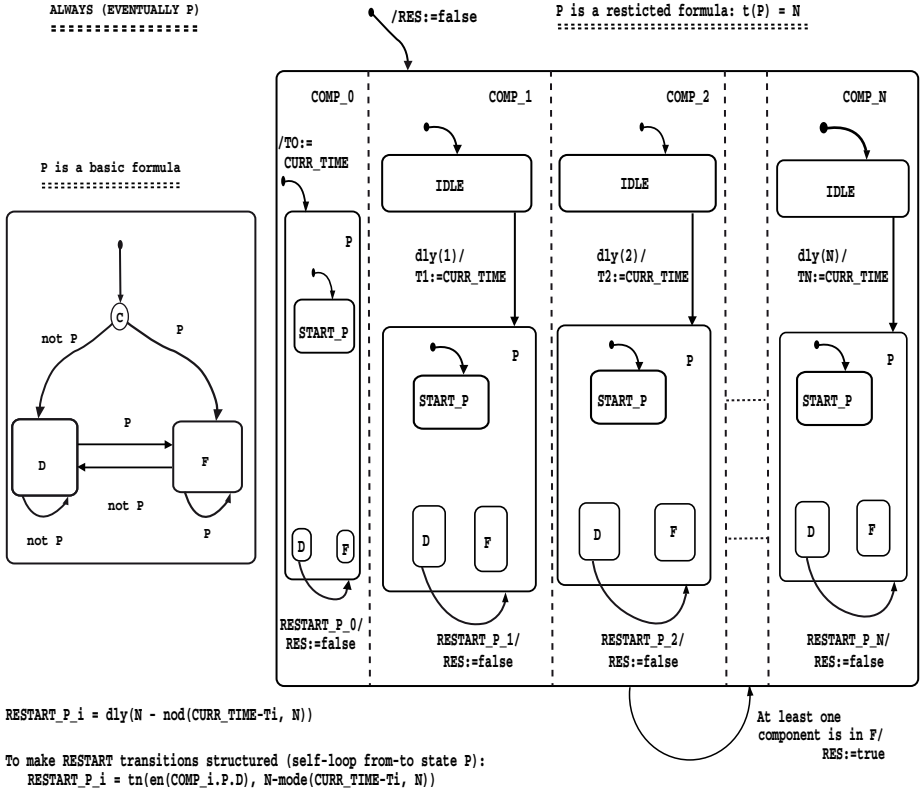 ALWAYS (EVENTUALLY P)
/RES:=false
P is a resticted formula: t(P) = N
COMP_0
COMP_1
COMP_2
COMP_N
/TO:=
CURR_TIME
P is a basic formula
IDLE
IDLE
IDLE
P
dly(1)/
T1:=CURR_TIME
dly(2)/
T2:=CURR_TIME
dly(N)/
TN:=CURR_TIME
C
not P
P
START_P
P
P
P
START_P
START_P
START_P
P
D
F
not P
not P
P
D
F
D
F
D
F
D
F
RESTART_P_0/
RES:=false
RESTART_P_1/
RES:=false
RESTART_P_2/
RES:=false
RESTART_P_N/
RES:=false
At least one
component is in F/
RES:=true
RESTART_P_i = dly(N - nod(CURR_TIME-Ti, N))
To make RESTART transitions structured (self-loop from-to state P):
RESTART_P_i = tn(en(COMP_i.P.D), N-mode(CURR_TIME-Ti, N))